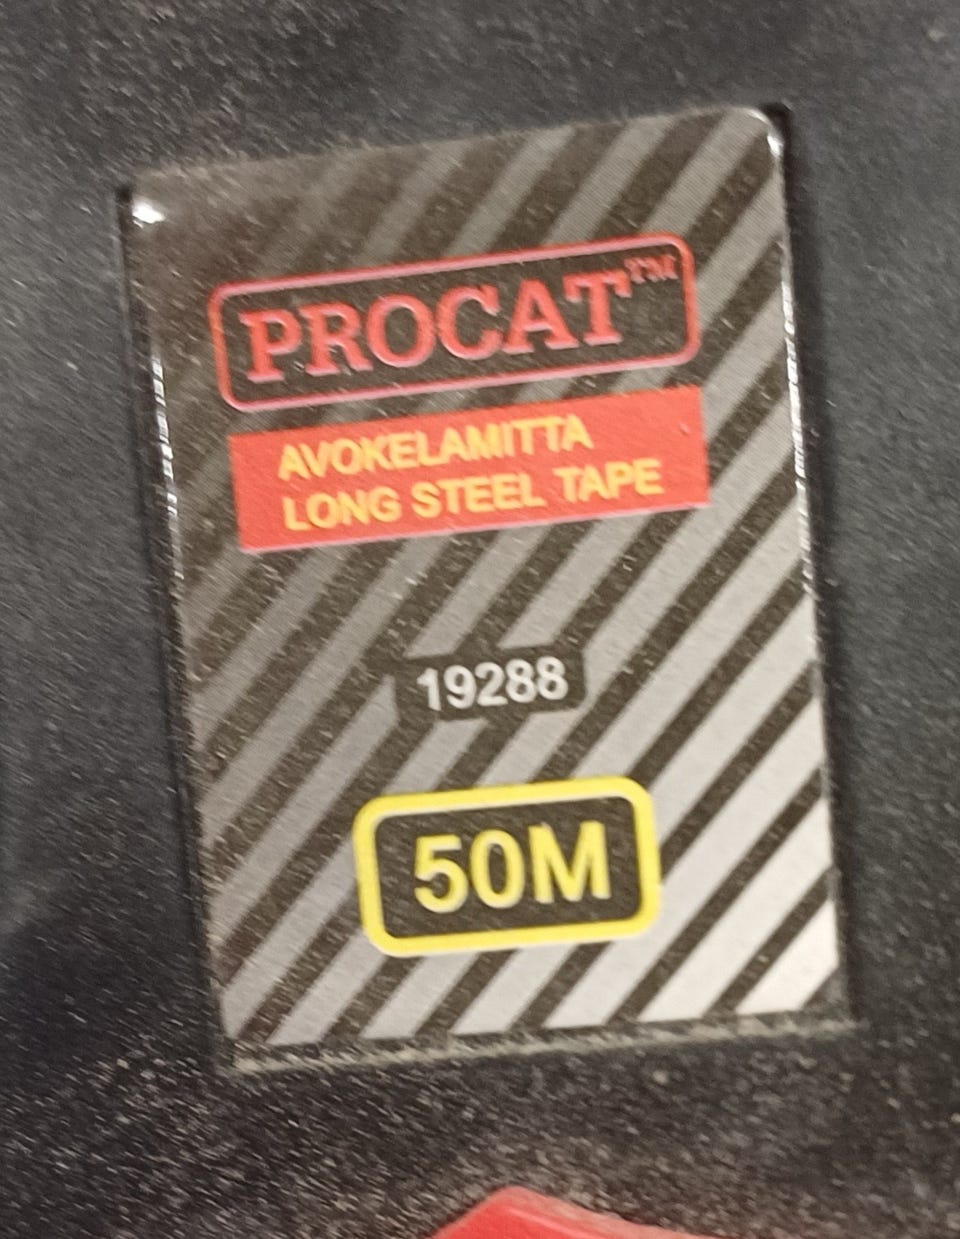 PROCAT™
AVOKELAMITTA
LONG STEEL TAPE
19288
50M